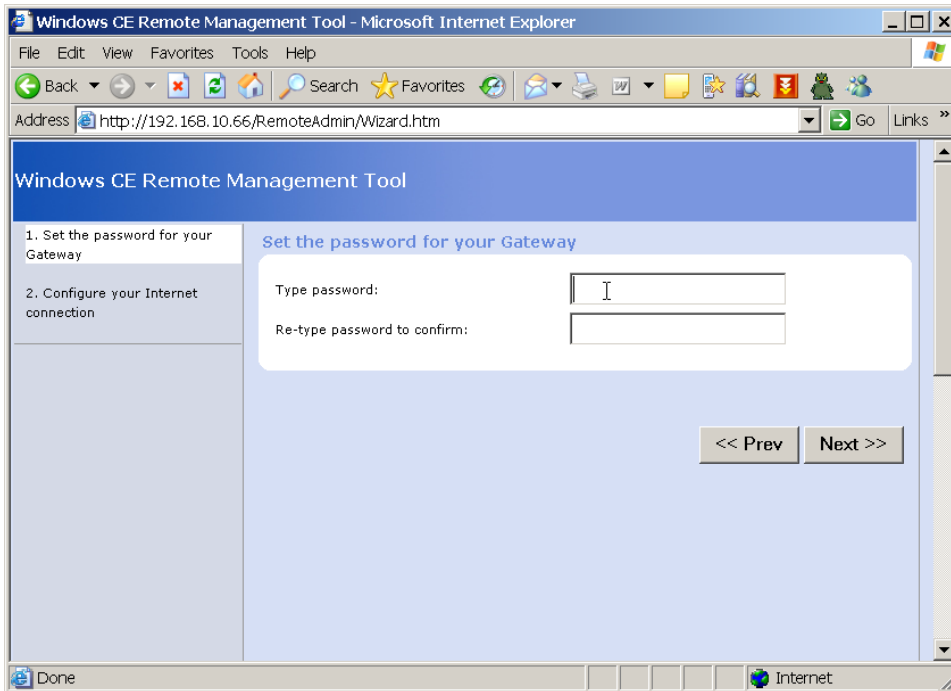 Windows CE Remote Management Tool - Microsoft Internet Explorer
File Edit View Favorites Tools Help
Back Search Favorites
Address http://192.168.10.66/RemoteAdmin/Wizard.htm Go Links »
Windows CE Remote Management Tool
1. Set the password for your
Gateway
2. Configure your Internet
connection
Set the password for your Gateway
Type password:
Re-type password to confirm:
<< Prev Next >>
Done Internet